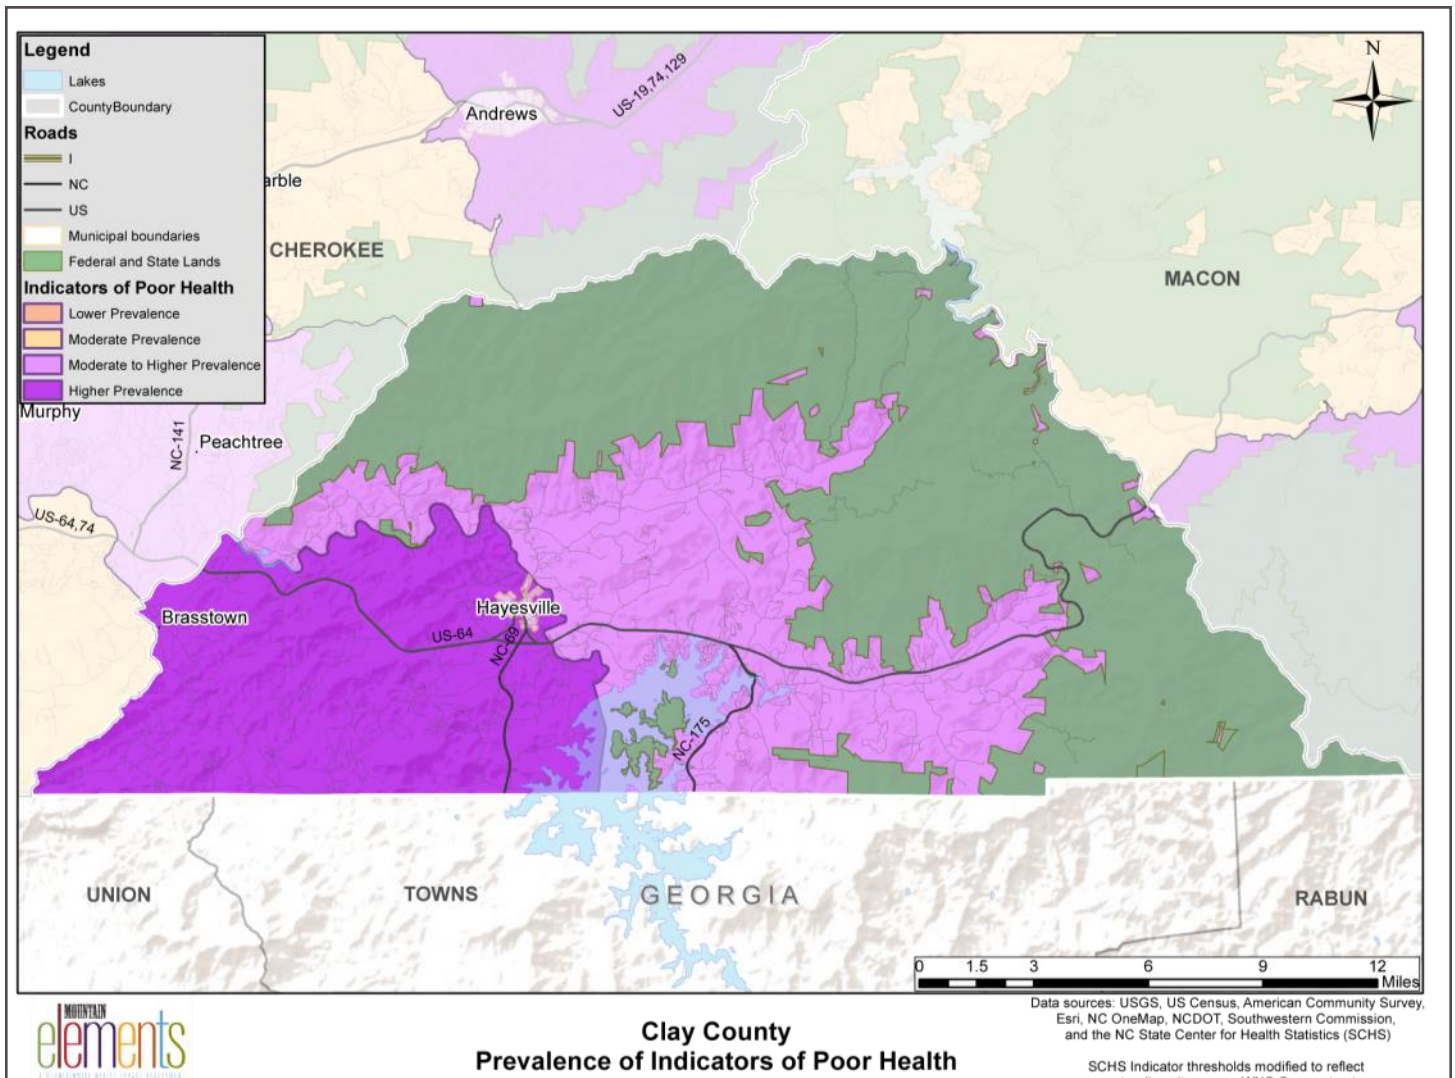 Legend
Lakes
CountyBoundary
Roads
I
NC
US
Municipal boundaries
Federal and State Lands
Indicators of Poor Health
Lower Prevalence
Moderate Prevalence
Moderate to Higher Prevalence
Higher Prevalence
N
US-19,74,129
Andrews
arble
CHEROKEE
MACON
Murphy
NC-141
Peachtree
US-64,74
Brasstown
Hayesville
US-64
NC-69
NC-175
UNION
TOWNS
GEORGIA
RABUN
0 1.5 3 6 9 12
Miles
MOUNTAIN
elements
Clay County
Prevalence of Indicators of Poor Health
Data sources: USGS, US Census, American Community Survey,
Esri, NC OneMap, NCDOT, Southwestern Commission,
and the NC State Center for Health Statistics (SCHS)
SCHS Indicator thresholds modified to reflect